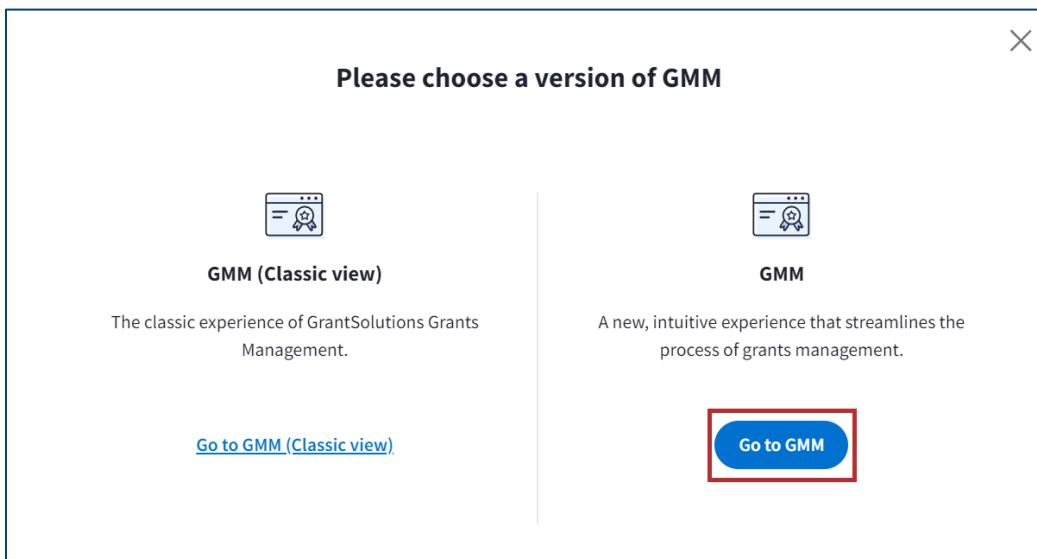 Please choose a version of GMM
GMM (Classic view)
The classic experience of GrantSolutions Grants
Management.
Go to GMM (Classic view)
GMM
A new, intuitive experience that streamlines the
process of grants management.
Go to GMM